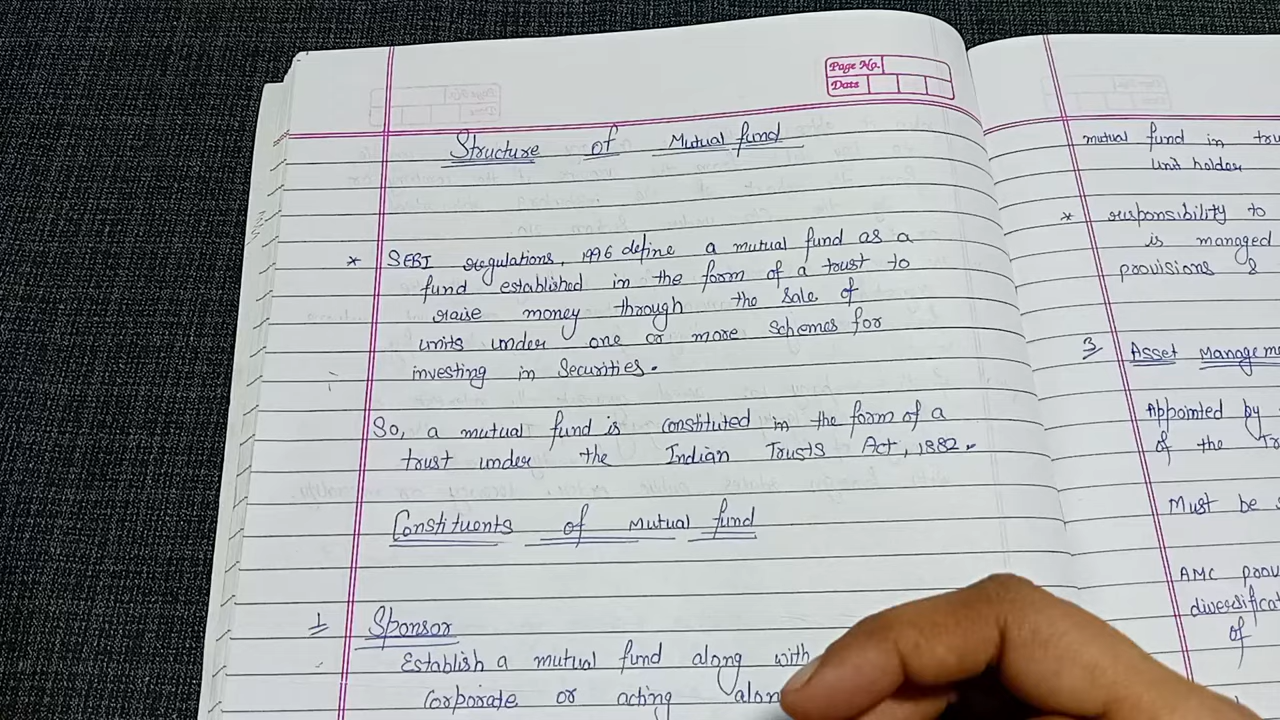 Page No.
Date
Structure of Mutual fund
* SEBI regulations, 1996 define a mutual fund as a
fund established in the form of a trust to
raise money through the sale of
units under one or more schemes for
investing in Securities.
So, a mutual fund is constituted in the form of a
trust under the Indian Trusts Act, 1882.
Constituents of Mutual fund
1 Sponsor
Establish a mutual fund along with
Corporate or acting
mutual fund in
unit holder
* responsibility to
is managed
provisions &
3 Asset
Appointed by
of the
Must be
AMC
of